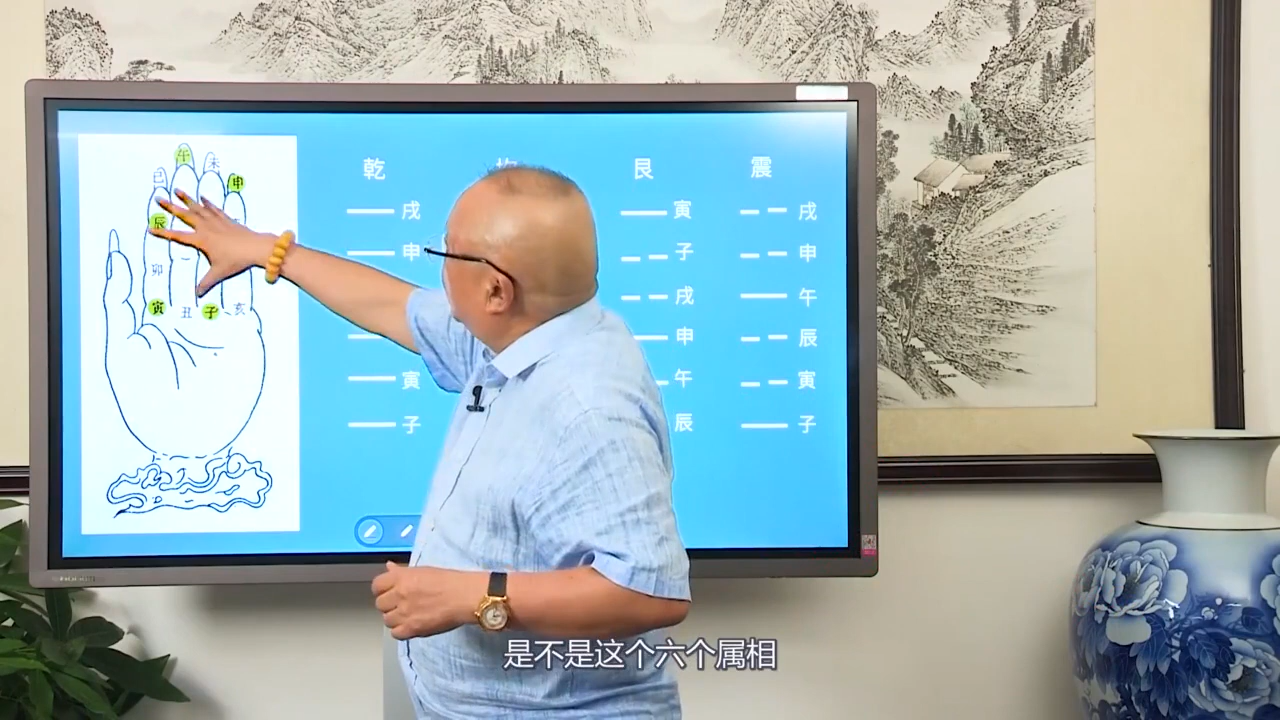 午 未
巳 申
辰
卯
寅 丑 子 亥
乾 艮 震
戌 寅 戌
申 子 申
戌 午
申 辰
寅 午 寅
子 辰 子
是不是这个六个属相